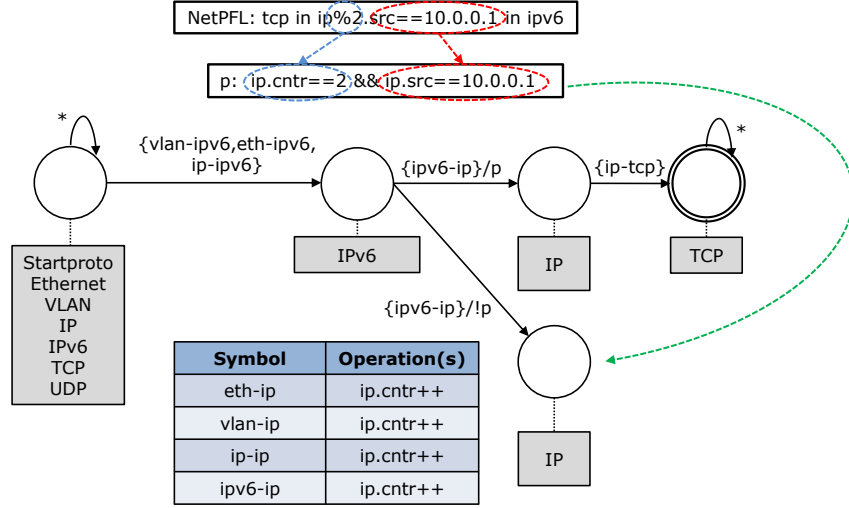 NetPFL: tcp in ip%2.src==10.0.0.1 in ipv6
p: ip.cntr==2 && ip.src==10.0.0.1
*
*
{vlan-ipv6,eth-ipv6,
ip-ipv6}
{ipv6-ip}/p
{ip-tcp}
Startproto
Ethernet
VLAN
IP
IPv6
TCP
UDP
IPv6
IP
TCP
{ipv6-ip}/!p
Symbol Operation(s)
eth-ip ip.cntr++
vlan-ip ip.cntr++
ip-ip ip.cntr++
ipv6-ip ip.cntr++
IP